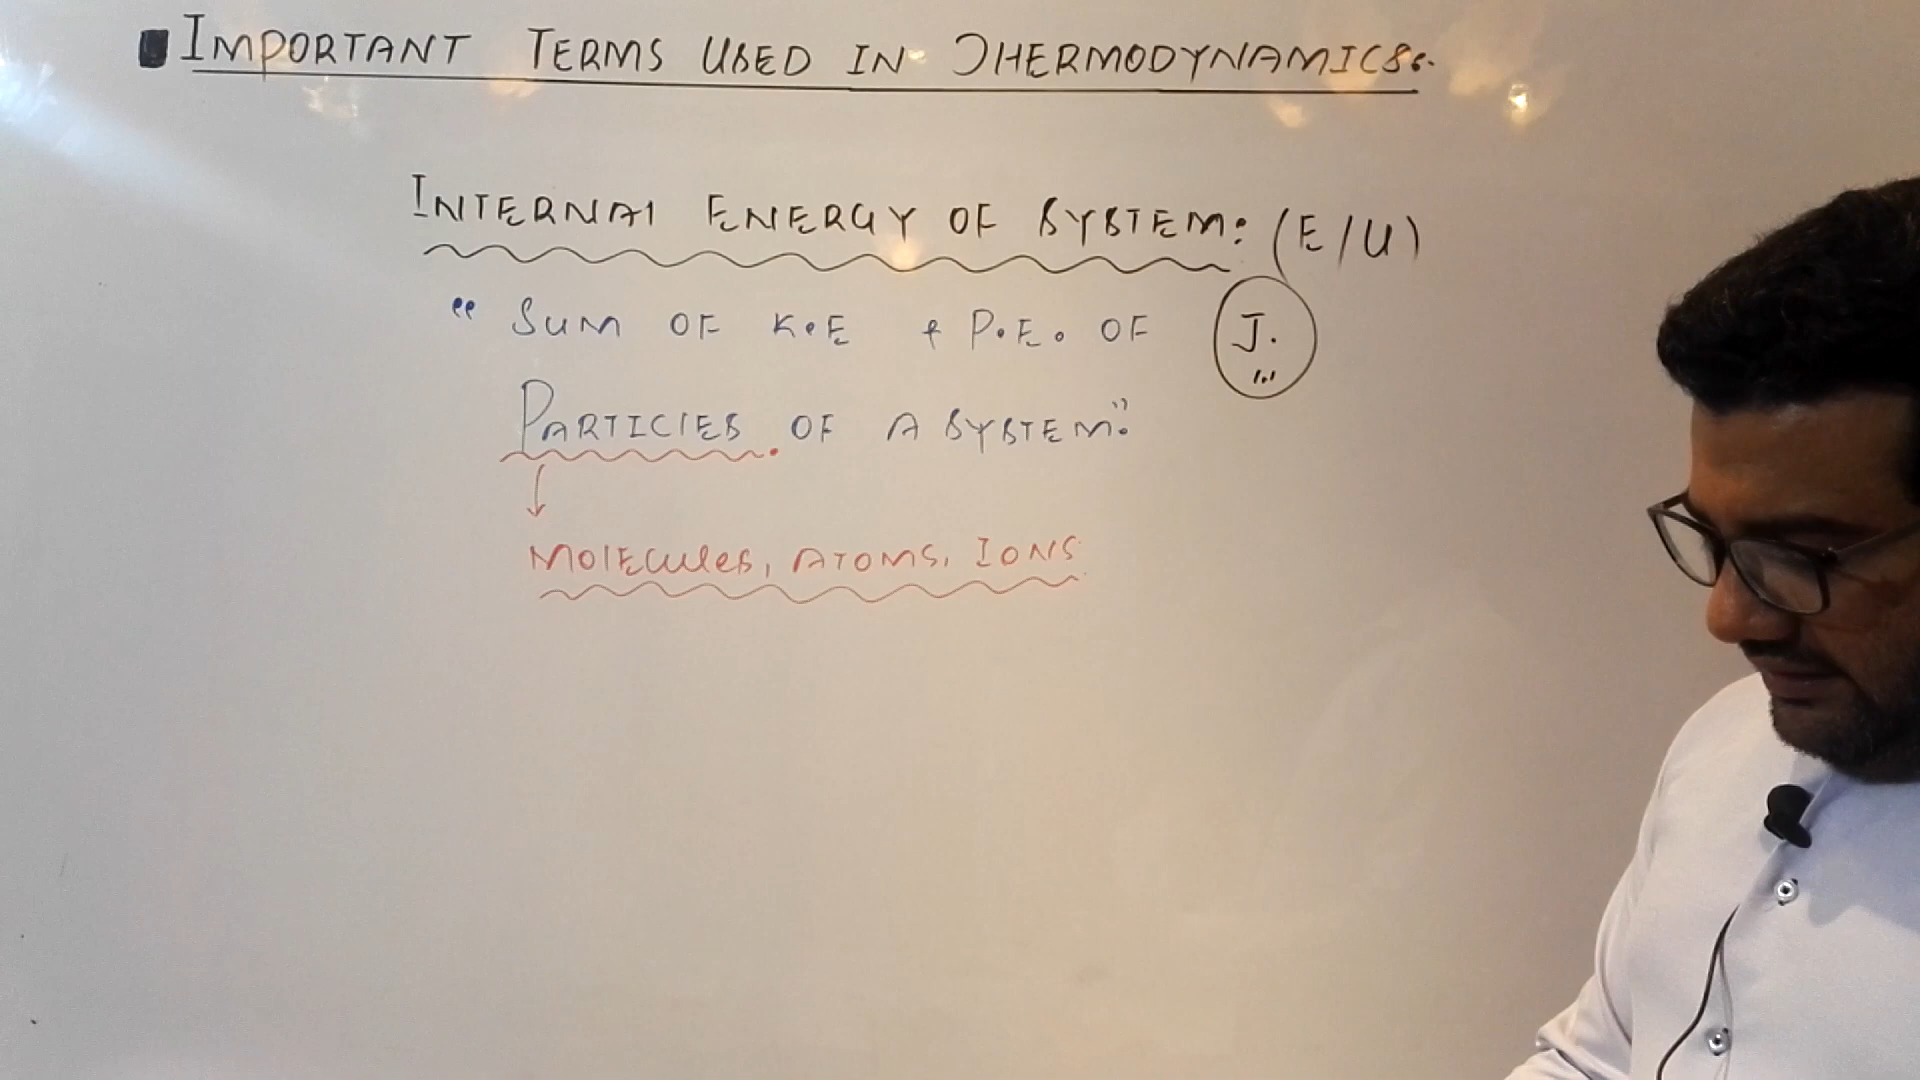 IMPORTANT TERMS USED IN THERMODYNAMICS:-
INTERNAL ENERGY OF SYSTEM: (E/U)
"SUM OF K.E & P.E. OF
J.
PARTICLES OF A SYSTEM."
↓
MOLECULES, ATOMS, IONS